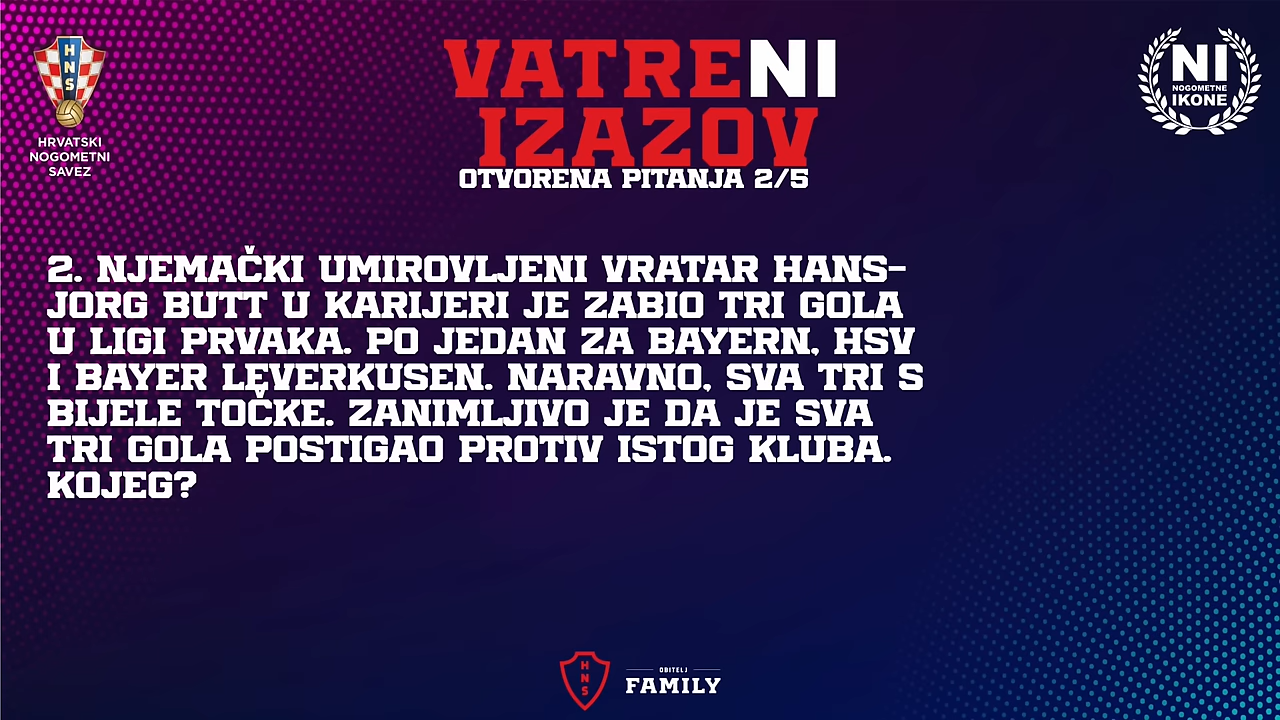 HNS
HRVATSKI
NOGOMETNI
SAVEZ
VATRENI
IZAZOV
OTVORENA PITANJA 2/5
NI
NOGOMETNE
IKONE
2. NJEMAČKI UMIROVLJENI VRATAR HANS-
JORG BUTT U KARIJERI JE ZABIO TRI GOLA
U LIGI PRVAKA. PO JEDAN ZA BAYERN, HSV
I BAYER LEVERKUSEN. NARAVNO, SVA TRI S
BIJELE TOČKE. ZANIMLJIVO JE DA JE SVA
TRI GOLA POSTIGAO PROTIV ISTOG KLUBA.
KOJEG?
HNS
OBITELJ
FAMILY